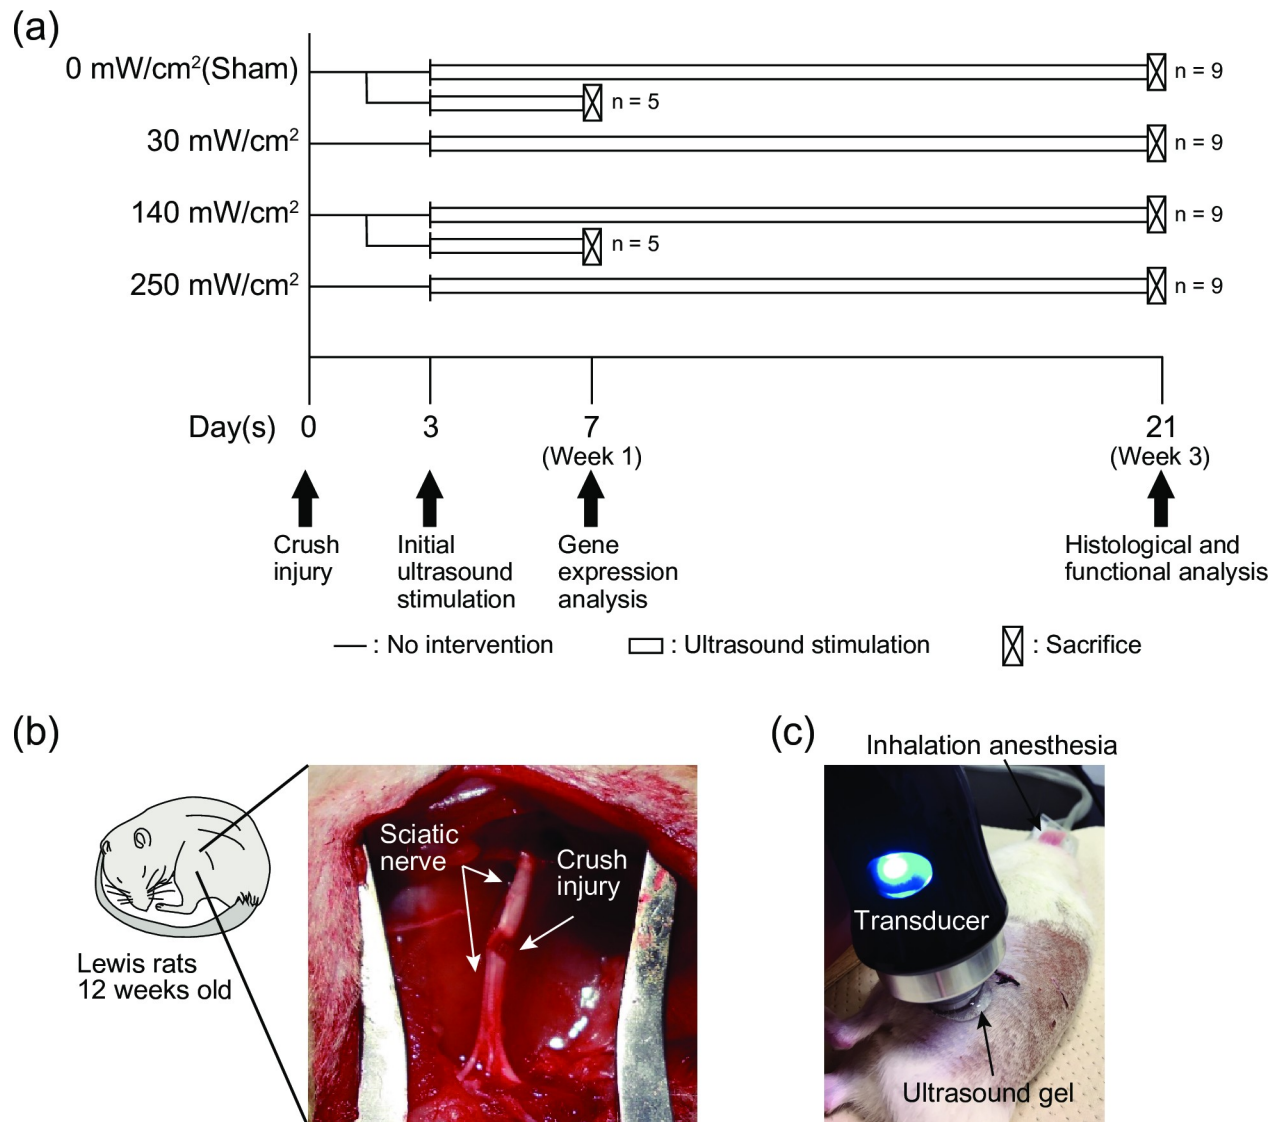 (a)
0 mW/cm²(Sham)
n = 9
n = 5
30 mW/cm²
n = 9
140 mW/cm²
n = 9
n = 5
250 mW/cm²
n = 9
Day(s) 0 3 7 21
(Week 1) (Week 3)
Crush
injury
Initial
ultrasound
stimulation
Gene
expression
analysis
Histological and
functional analysis
: No intervention
: Ultrasound stimulation
: Sacrifice
(b)
Lewis rats
12 weeks old
Sciatic
nerve
Crush
injury
(c)
Inhalation anesthesia
Transducer
Ultrasound gel